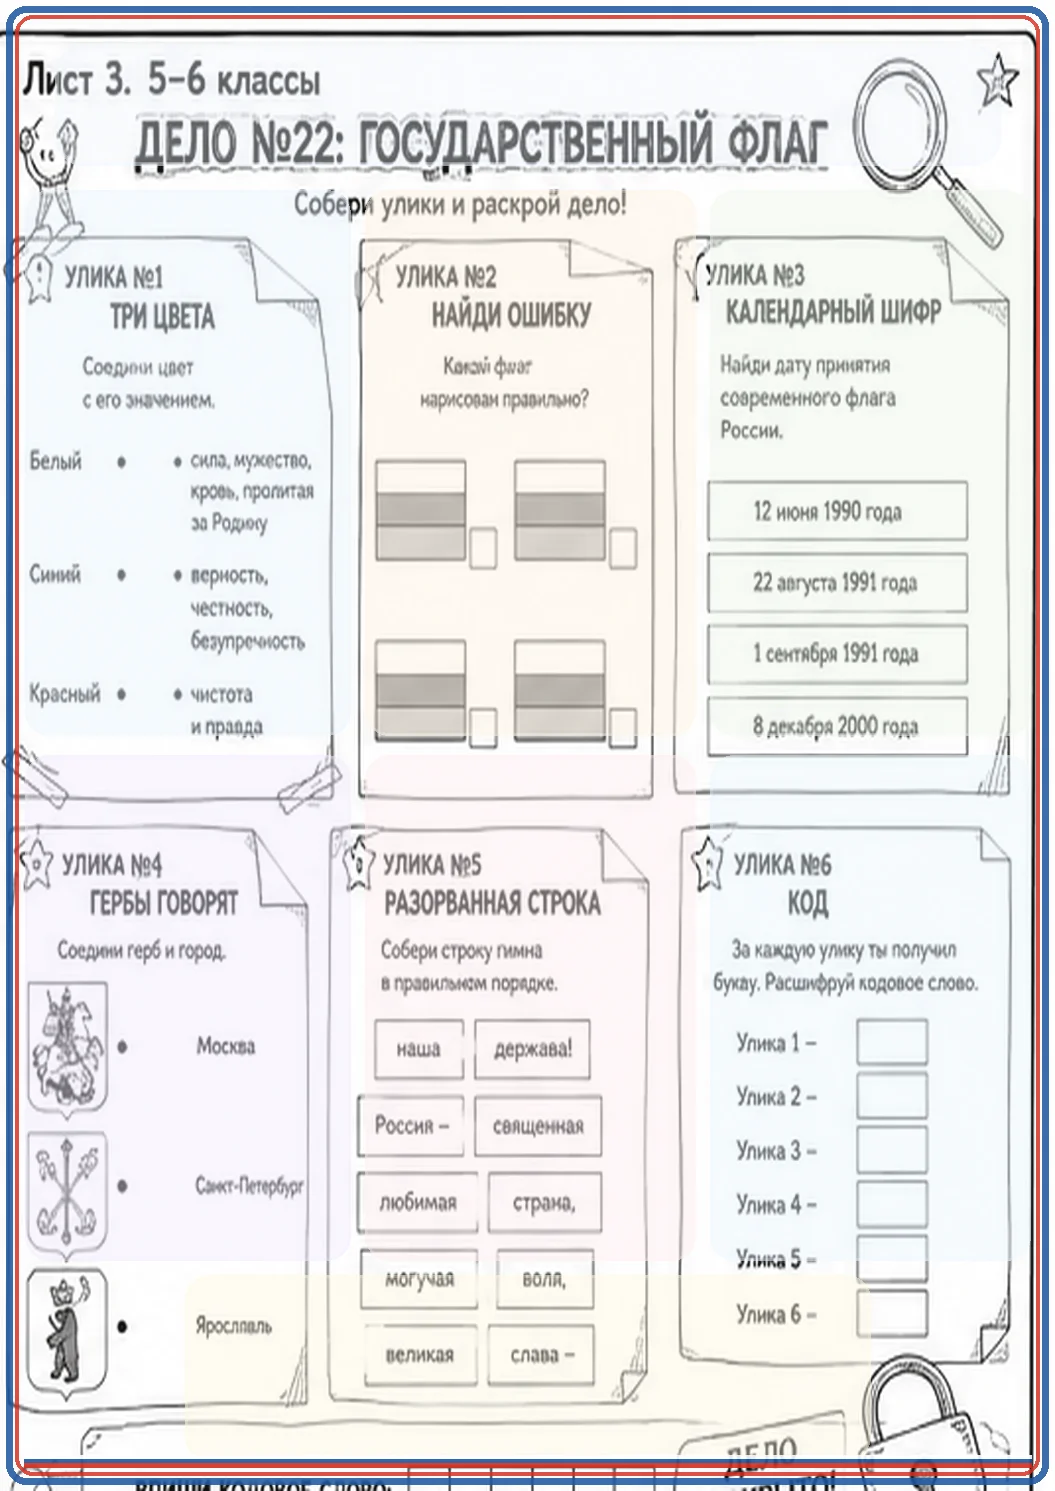 Лист 3. 5–6 классы
ДЕЛО №22: ГОСУДАРСТВЕННЫЙ ФЛАГ
Собери улики и раскрой дело!
УЛИКА №1
ТРИ ЦВЕТА
Соедини цвет
с его значением.
Белый
сила, мужество,
кровь, пролитая
за Родину
Синий
верность,
честность,
безупречность
Красный
чистота
и правда
УЛИКА №2
НАЙДИ ОШИБКУ
Какой флаг
нарисован правильно?
УЛИКА №3
КАЛЕНДАРНЫЙ ШИФР
Найди дату принятия
современного флага
России.
12 июня 1990 года
22 августа 1991 года
1 сентября 1991 года
8 декабря 2000 года
УЛИКА №4
ГЕРБЫ ГОВОРЯТ
Соедини герб и город.
Москва
Санкт-Петербург
Ярославль
УЛИКА №5
РАЗОРВАННАЯ СТРОКА
Собери строку гимна
в правильном порядке.
наша держава!
Россия – священная
любимая страна,
могучая воля,
великая слава –
УЛИКА №6
КОД
За каждую улику ты получил
букву. Расшифруй кодовое слово.
Улика 1 –
Улика 2 –
Улика 3 –
Улика 4 –
Улика 5 –
Улика 6 –
ВПИШИ КОДОВОЕ СЛОВО:
ДЕЛО